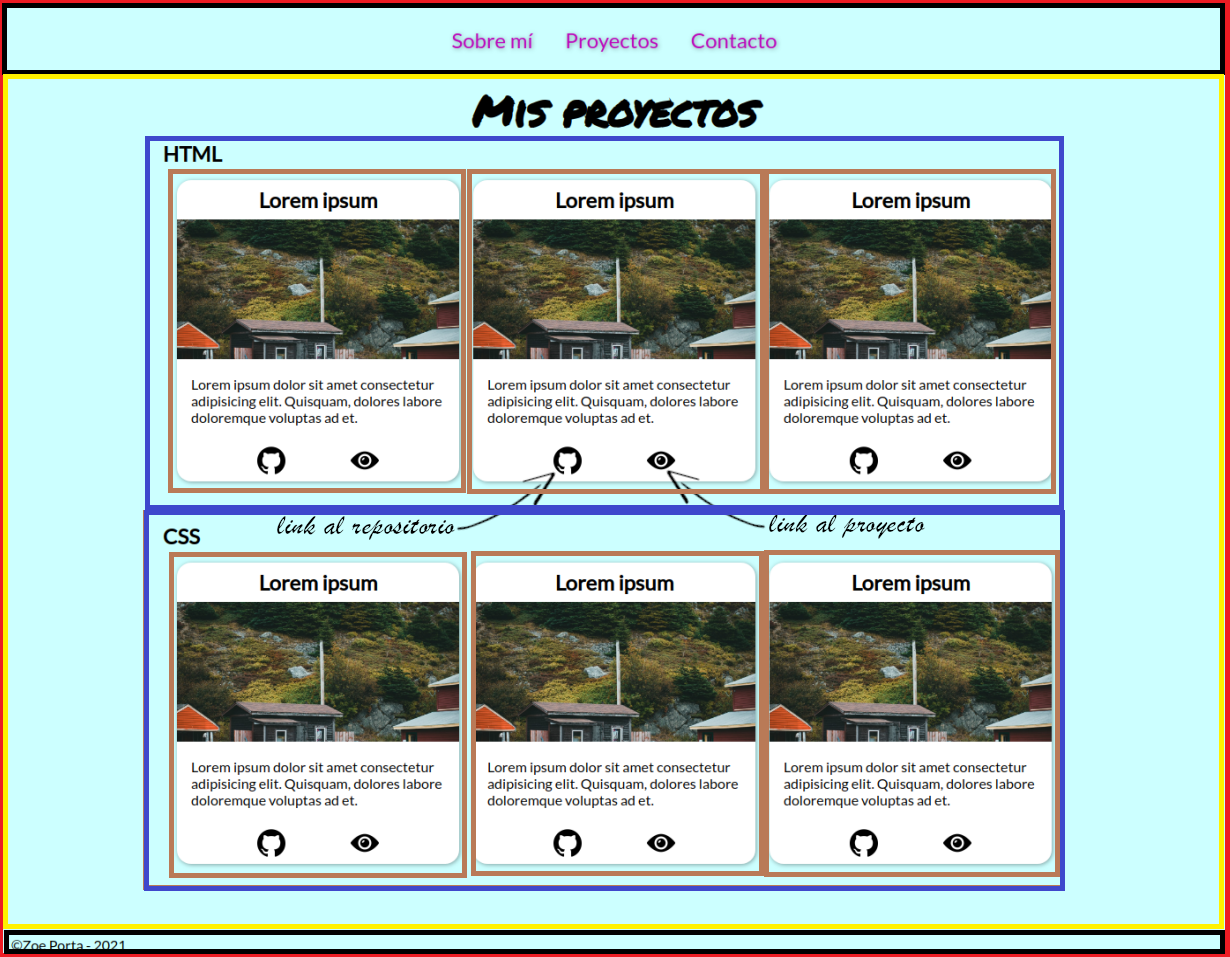 Sobre mí Proyectos Contacto
Mis proyectos
HTML
Lorem ipsum
Lorem ipsum dolor sit amet consectetur
adipisicing elit. Quisquam, dolores labore
doloremque voluptas ad et.
Lorem ipsum
Lorem ipsum dolor sit amet consectetur
adipisicing elit. Quisquam, dolores labore
doloremque voluptas ad et.
Lorem ipsum
Lorem ipsum dolor sit amet consectetur
adipisicing elit. Quisquam, dolores labore
doloremque voluptas ad et.
link al repositorio
link al proyecto
CSS
Lorem ipsum
Lorem ipsum dolor sit amet consectetur
adipisicing elit. Quisquam, dolores labore
doloremque voluptas ad et.
Lorem ipsum
Lorem ipsum dolor sit amet consectetur
adipisicing elit. Quisquam, dolores labore
doloremque voluptas ad et.
Lorem ipsum
Lorem ipsum dolor sit amet consectetur
adipisicing elit. Quisquam, dolores labore
doloremque voluptas ad et.
©Zoe Porta - 2021